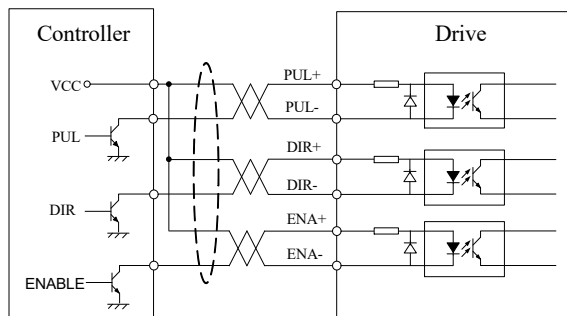 Controller
Drive
VCC
PUL+
PUL-
PUL
DIR+
DIR-
DIR
ENA+
ENA-
ENABLE